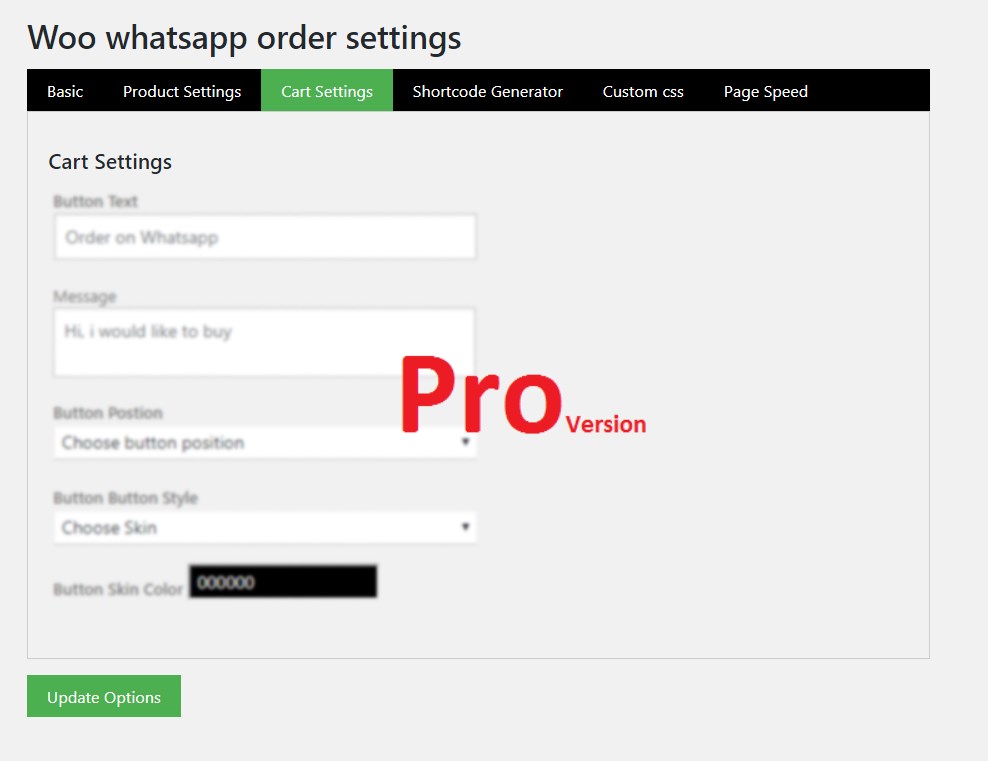 Woo whatsapp order settings
Basic Product Settings Cart Settings Shortcode Generator Custom css Page Speed
Cart Settings
Button Text
Order on Whatsapp
Message
Hi, i would like to buy
Pro Version
Button Postion
Choose button position
Button Button Style
Choose Skin
Button Skin Color 000000
Update Options